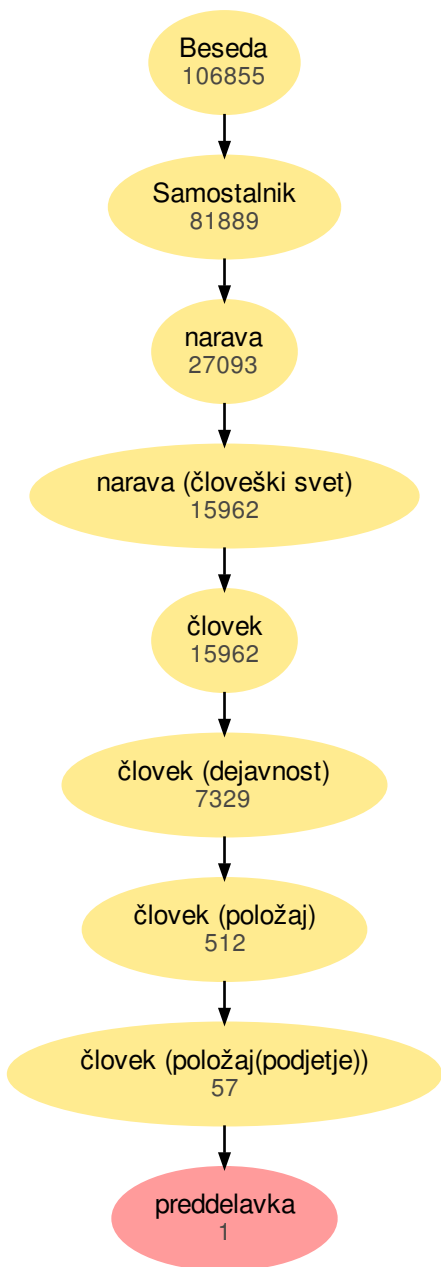 Beseda
106855
Samostalnik
81889
narava
27093
narava (človeški svet)
15962
človek
15962
človek (dejavnost)
7329
človek (položaj)
512
človek (položaj(podjetje))
57
preddelavka
1